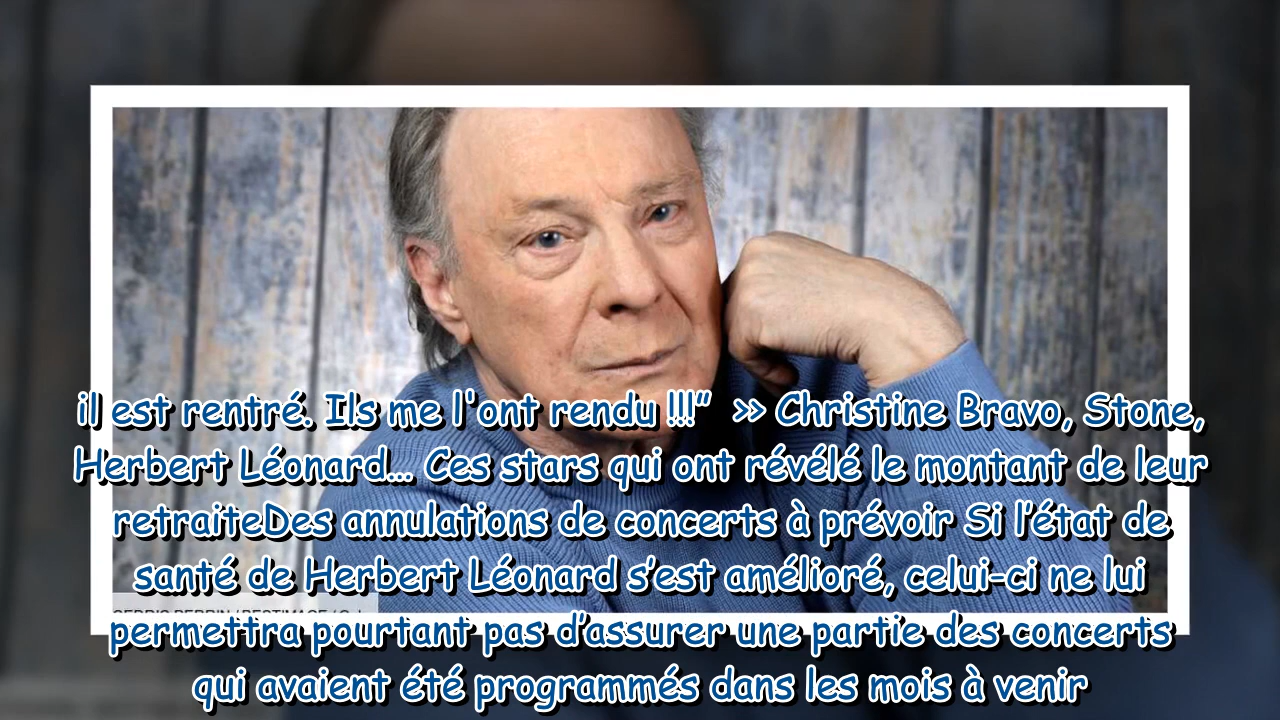 il est rentré. Ils me l'ont rendu !!!” >> Christine Bravo, Stone,
Herbert Léonard... Ces stars qui ont révélé le montant de leur
retraiteDes annulations de concerts à prévoir Si l’état de
santé de Herbert Léonard s’est amélioré, celui-ci ne lui
permettra pourtant pas d’assurer une partie des concerts
qui avaient été programmés dans les mois à venir